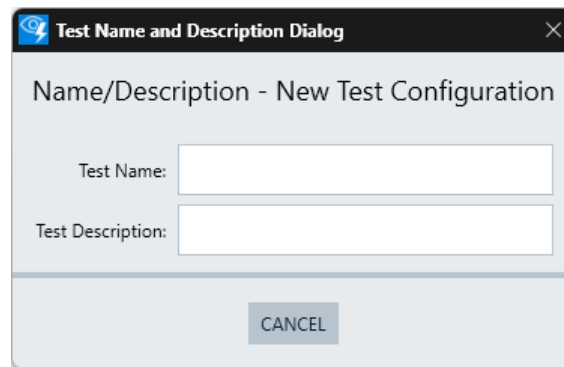 Test Name and Description Dialog
Name/Description - New Test Configuration
Test Name:
Test Description:
CANCEL